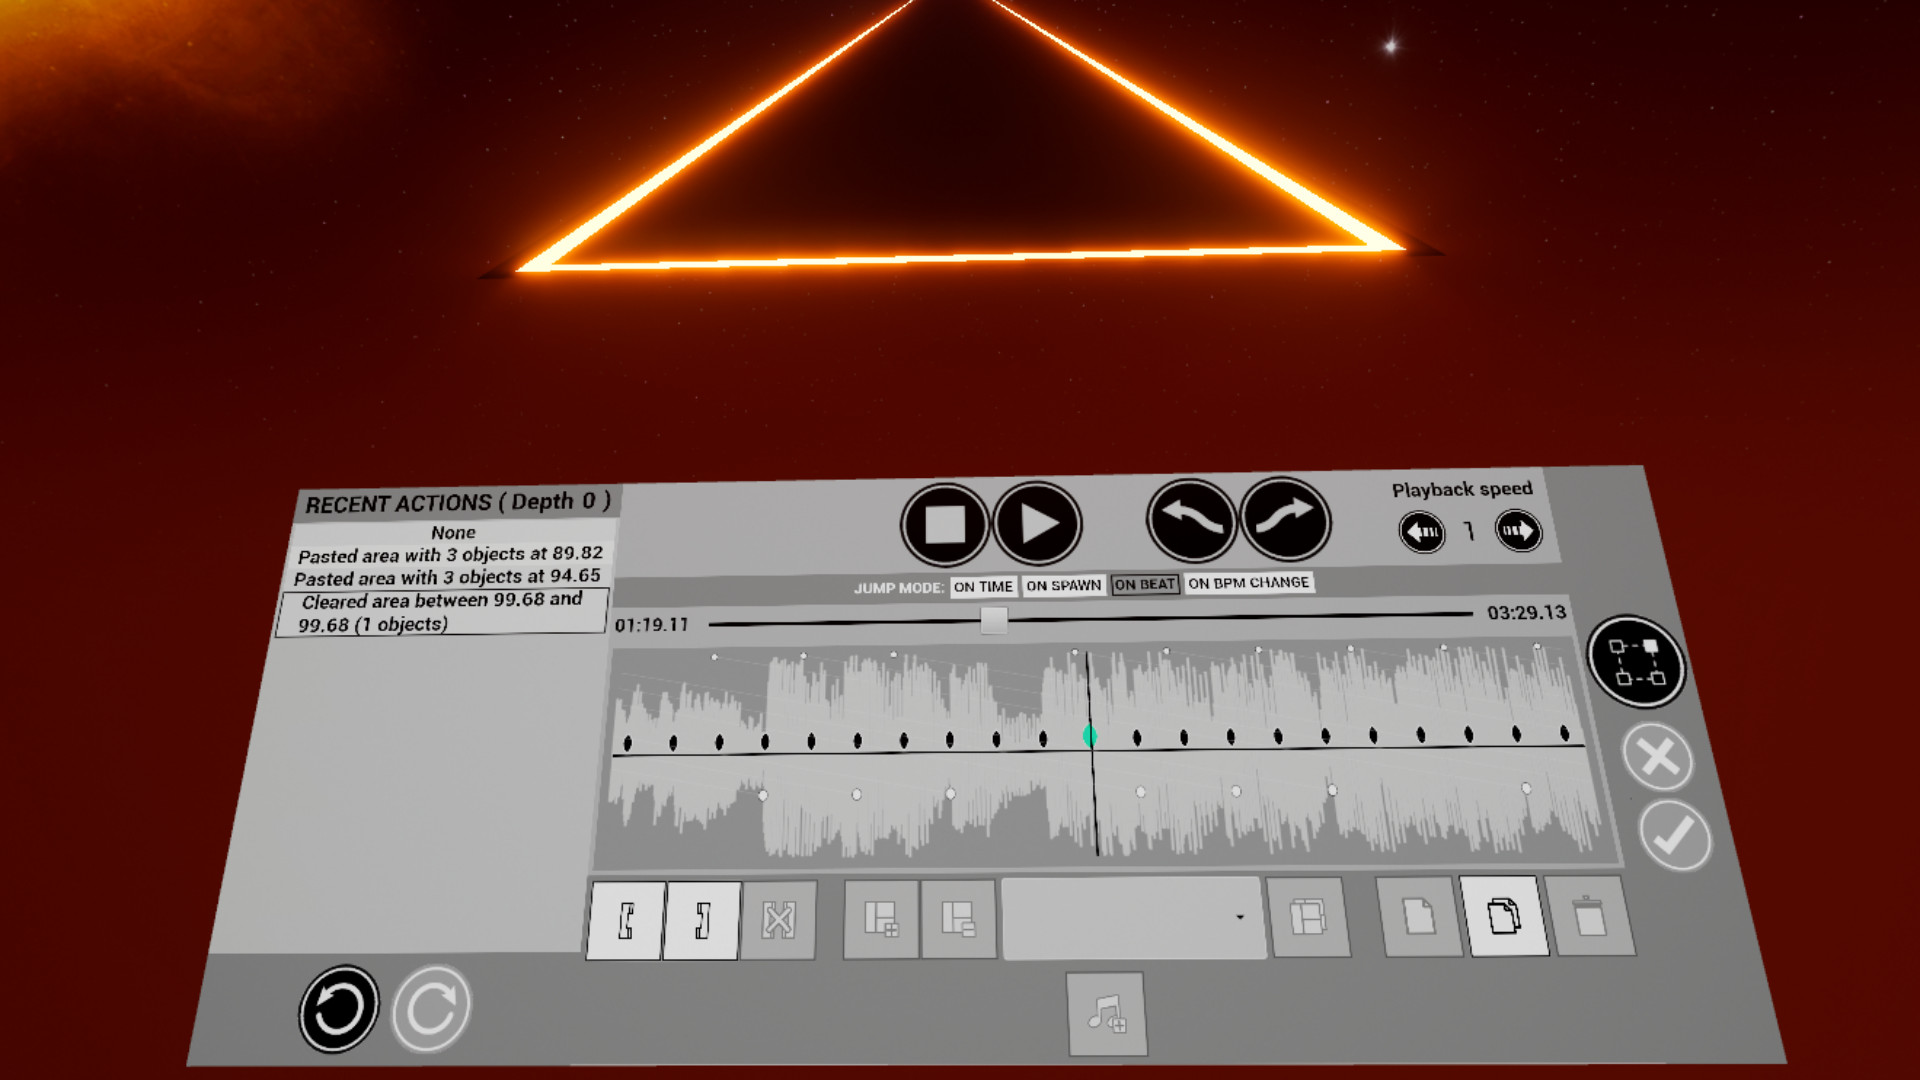 RECENT ACTIONS ( Depth 0 )
None
Pasted area with 3 objects at 89.82
Pasted area with 3 objects at 94.65
Cleared area between 99.68 and
99.68 (1 objects)
Playback speed
1
JUMP MODE: ON TIME ON SPAWN ON BEAT ON BPM CHANGE
01:19.11
03:29.13